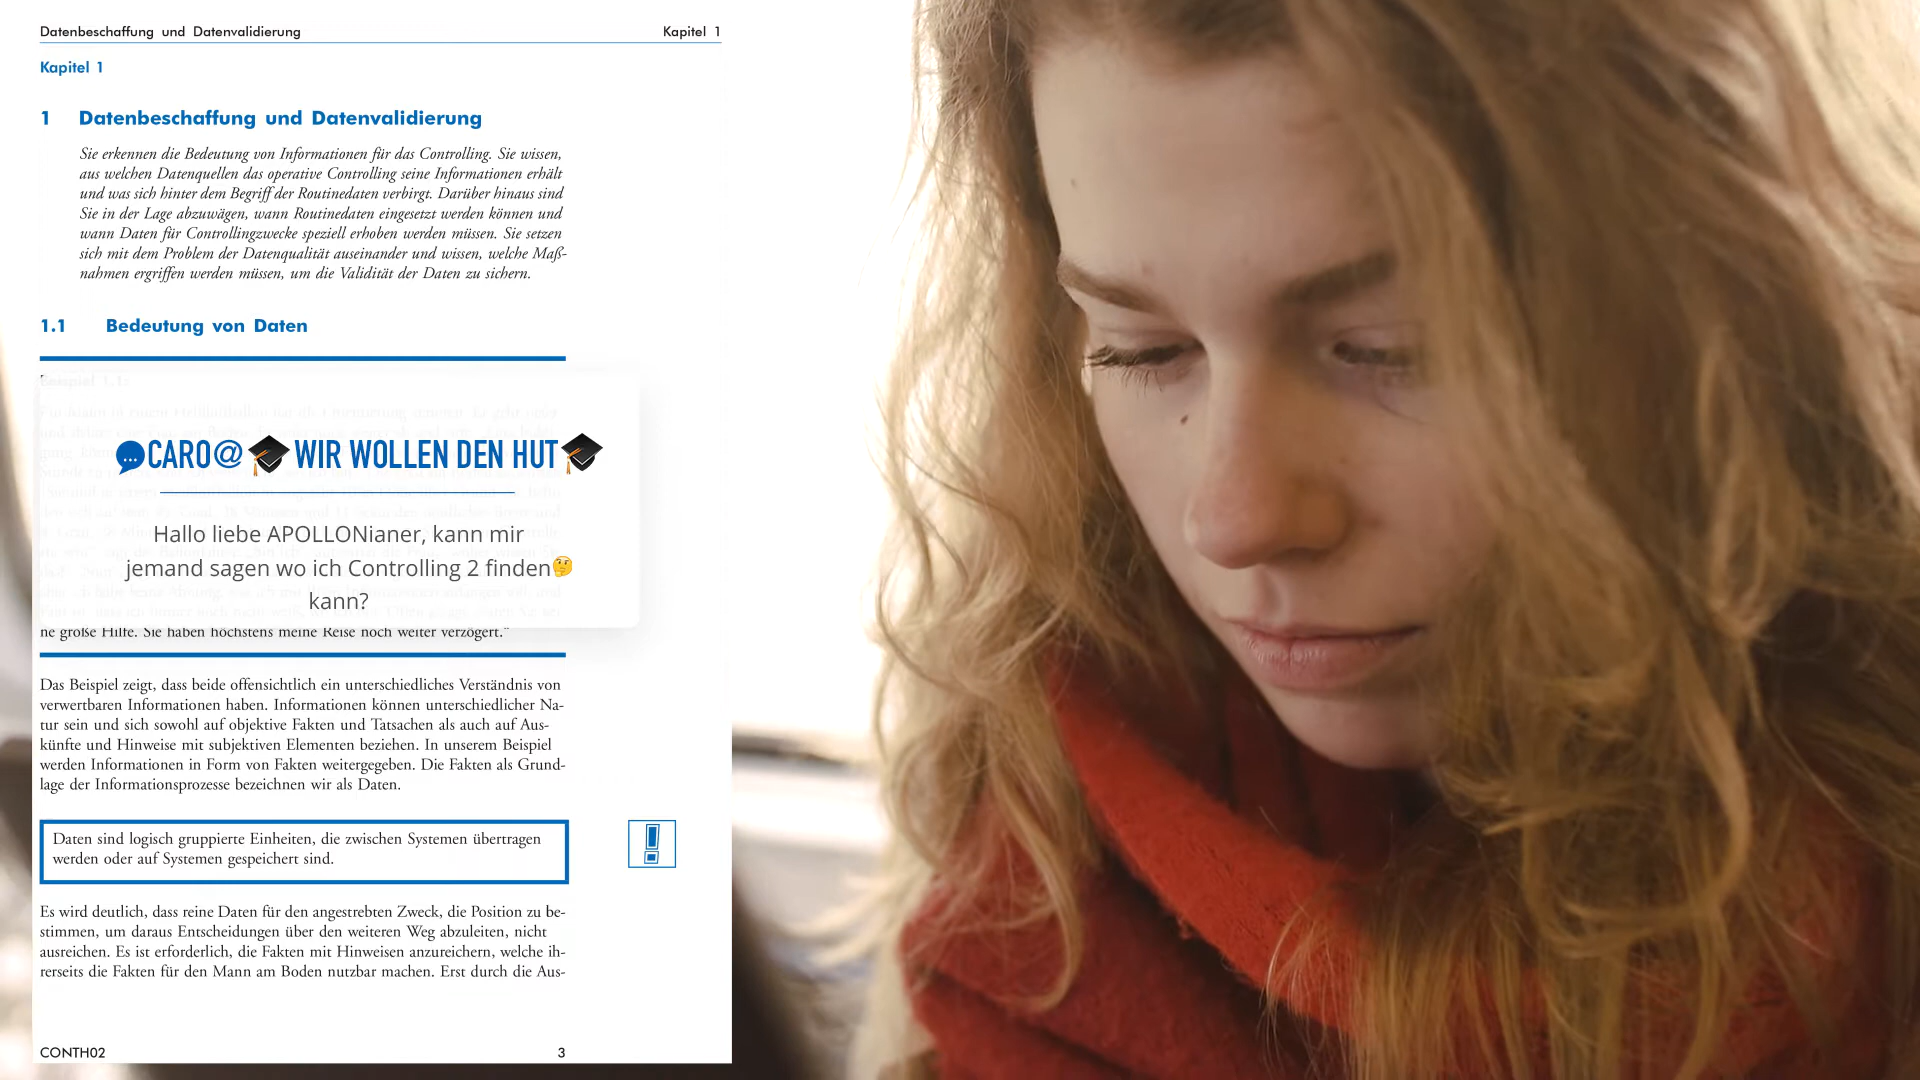 Datenbeschaffung und Datenvalidierung Kapitel 1
Kapitel 1
1 Datenbeschaffung und Datenvalidierung
Sie erkennen die Bedeutung von Informationen für das Controlling. Sie wissen,
aus welchen Datenquellen das operative Controlling seine Informationen erhält
und was sich hinter dem Begriff der Routinedaten verbirgt. Darüber hinaus sind
Sie in der Lage abzuwägen, wann Routinedaten eingesetzt werden können und
wann Daten für Controllingzwecke speziell erhoben werden müssen. Sie setzen
sich mit dem Problem der Datenqualität auseinander und wissen, welche Maß-
nahmen ergriffen werden müssen, um die Validität der Daten zu sichern.
1.1 Bedeutung von Daten
Beispiel 1.1:
💬CARO@🎓WIR WOLLEN DEN HUT🎓
Hallo liebe APOLLONianer, kann mir
jemand sagen wo ich Controlling 2 finden🤔
kann?
ne große Hilfe. Sie haben höchstens meine Reise noch weiter verzögert.“
Das Beispiel zeigt, dass beide offensichtlich ein unterschiedliches Verständnis von
verwertbaren Informationen haben. Informationen können unterschiedlicher Na-
tur sein und sich sowohl auf objektive Fakten und Tatsachen als auch auf Aus-
künfte und Hinweise mit subjektiven Elementen beziehen. In unserem Beispiel
werden Informationen in Form von Fakten weitergegeben. Die Fakten als Grund-
lage der Informationsprozesse bezeichnen wir als Daten.
Daten sind logisch gruppierte Einheiten, die zwischen Systemen übertragen
werden oder auf Systemen gespeichert sind.
!
Es wird deutlich, dass reine Daten für den angestrebten Zweck, die Position zu be-
stimmen, um daraus Entscheidungen über den weiteren Weg abzuleiten, nicht
ausreichen. Es ist erforderlich, die Fakten mit Hinweisen anzureichern, welche ih-
rerseits die Fakten für den Mann am Boden nutzbar machen. Erst durch die Aus-
CONTH02 3